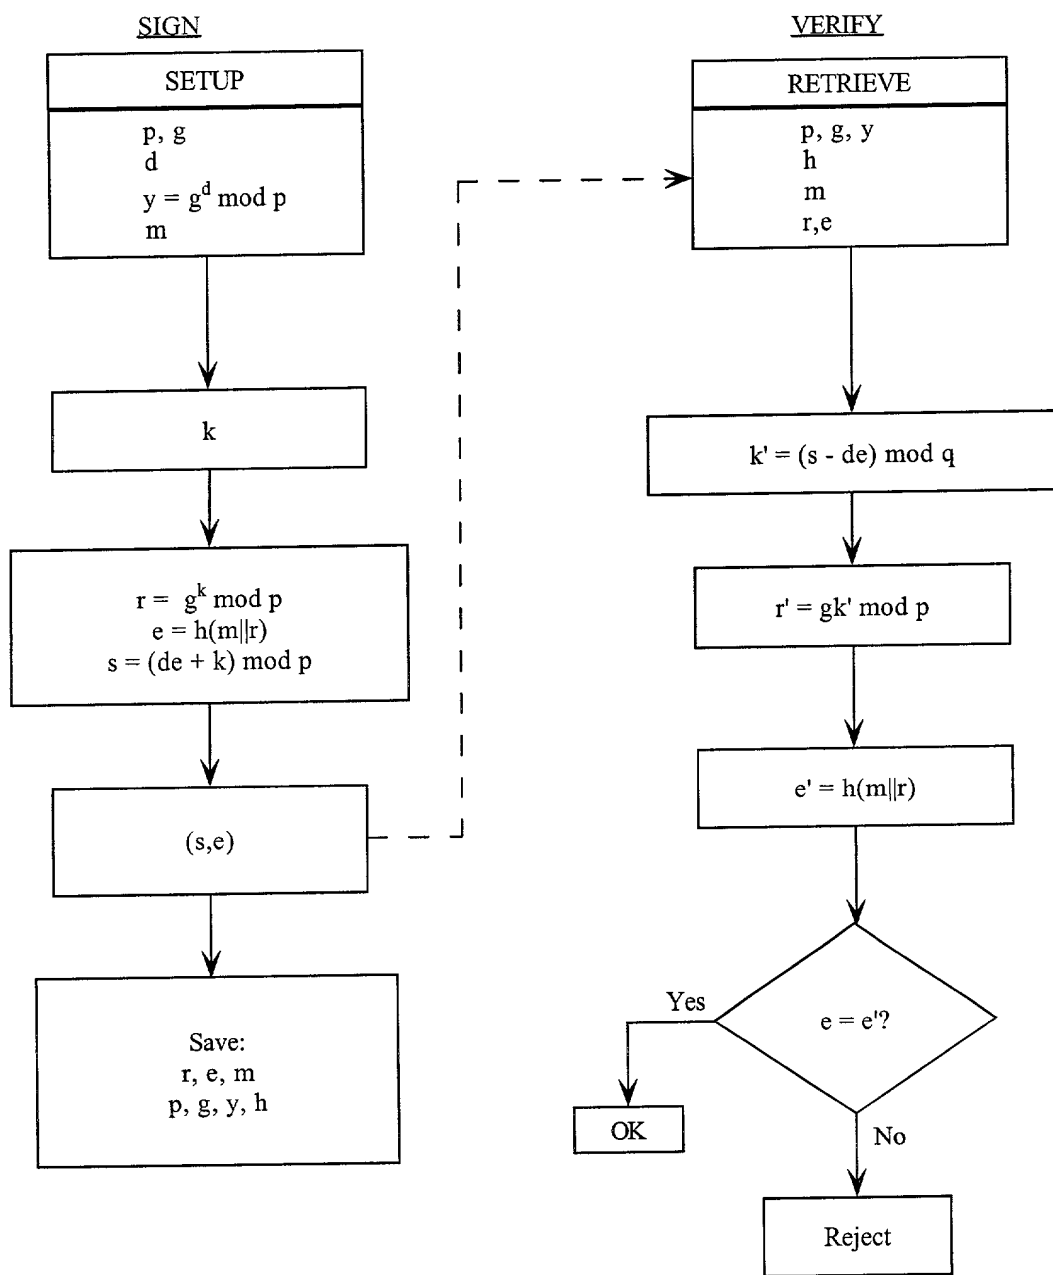 SIGN
SETUP
p, g
d
y = g^d mod p
m
k
r = g^k mod p
e = h(m||r)
s = (de + k) mod p
(s,e)
Save:
r, e, m
p, g, y, h
VERIFY
RETRIEVE
p, g, y
h
m
r,e
k' = (s - de) mod q
r' = gk' mod p
e' = h(m||r)
e = e'?
Yes
OK
No
Reject